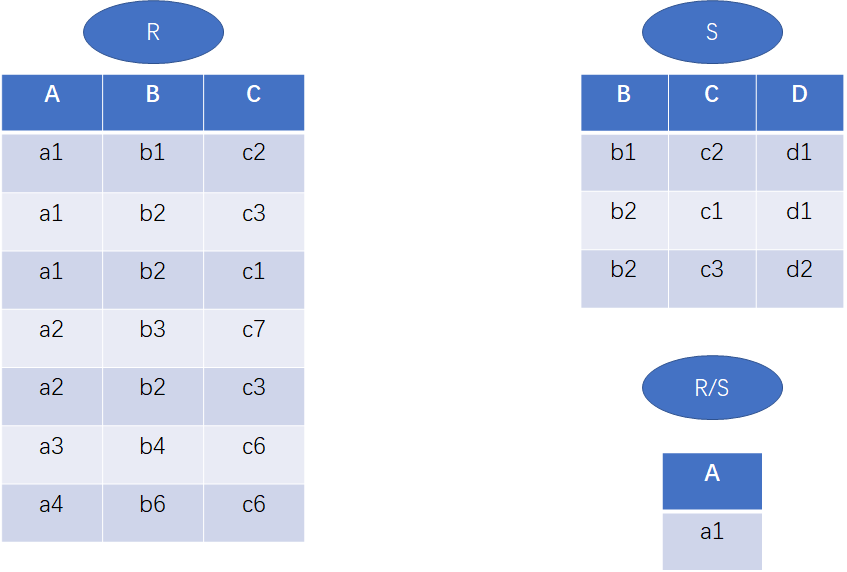 R
A B C
a1 b1 c2
a1 b2 c3
a1 b2 c1
a2 b3 c7
a2 b2 c3
a3 b4 c6
a4 b6 c6
S
B C D
b1 c2 d1
b2 c1 d1
b2 c3 d2
R/S
A
a1